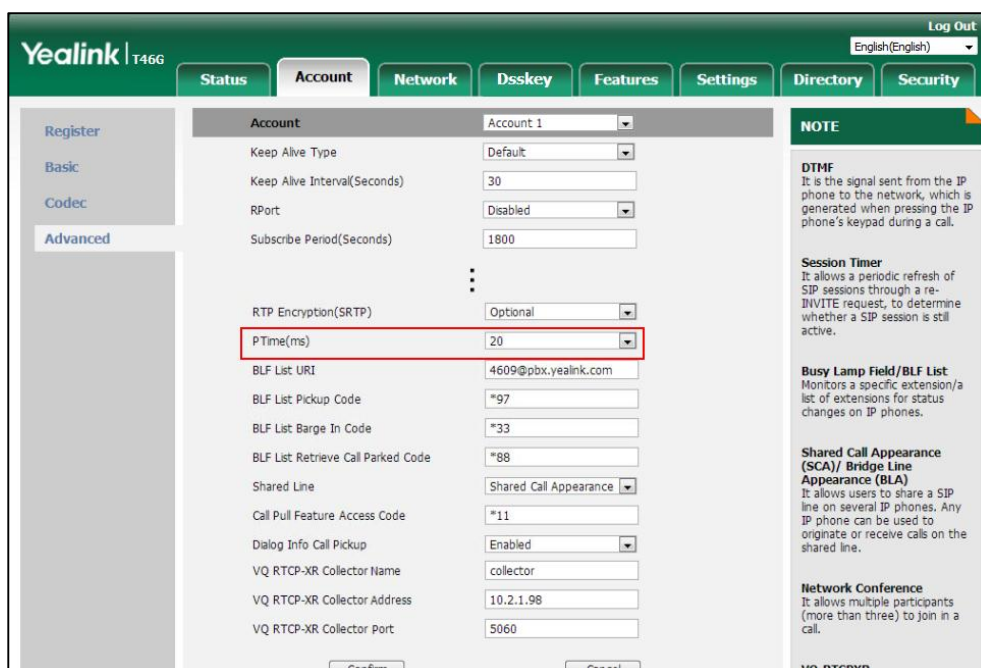 Log Out
Yealink T46G
English(English)
Status Account Network Dsskey Features Settings Directory Security
Register
Basic
Codec
Advanced
Account Account 1
Keep Alive Type Default
Keep Alive Interval(Seconds) 30
RPort Disabled
Subscribe Period(Seconds) 1800
RTP Encryption(SRTP) Optional
PTime(ms) 20
BLF List URI 4609@pbx.yealink.com
BLF List Pickup Code *97
BLF List Barge In Code *33
BLF List Retrieve Call Parked Code *88
Shared Line Shared Call Appearance
Call Pull Feature Access Code *11
Dialog Info Call Pickup Enabled
VQ RTCP-XR Collector Name collector
VQ RTCP-XR Collector Address 10.2.1.98
VQ RTCP-XR Collector Port 5060
Confirm Cancel
NOTE
DTMF
It is the signal sent from the IP
phone to the network, which is
generated when pressing the IP
phone's keypad during a call.
Session Timer
It allows a periodic refresh of
SIP sessions through a re-
INVITE request, to determine
whether a SIP session is still
active.
Busy Lamp Field/BLF List
Monitors a specific extension/a
list of extensions for status
changes on IP phones.
Shared Call Appearance
(SCA)/ Bridge Line
Appearance (BLA)
It allows users to share a SIP
line on several IP phones. Any
IP phone can be used to
originate or receive calls on the
shared line.
Network Conference
It allows multiple participants
(more than three) to join in a
call.
VQ RTCPXR